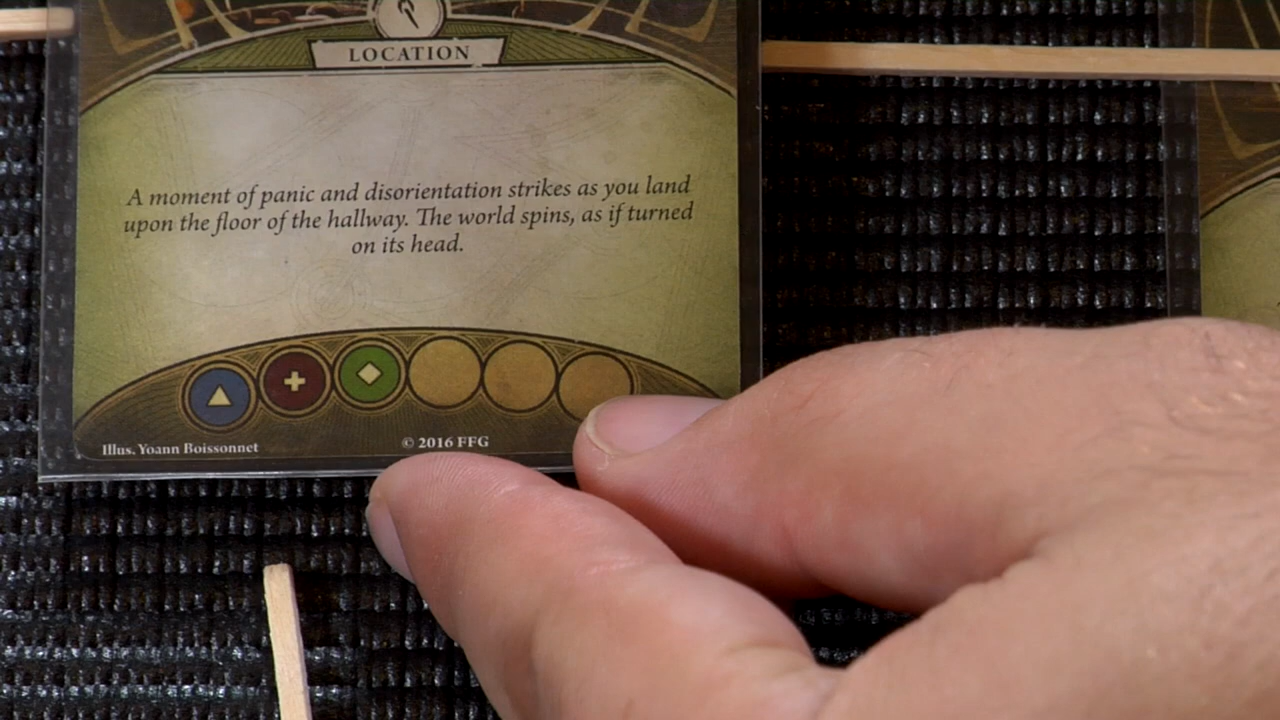 LOCATION
A moment of panic and disorientation strikes as you land
upon the floor of the hallway. The world spins, as if turned
on its head.
Illus. Yoann Boissonnet
© 2016 FFG